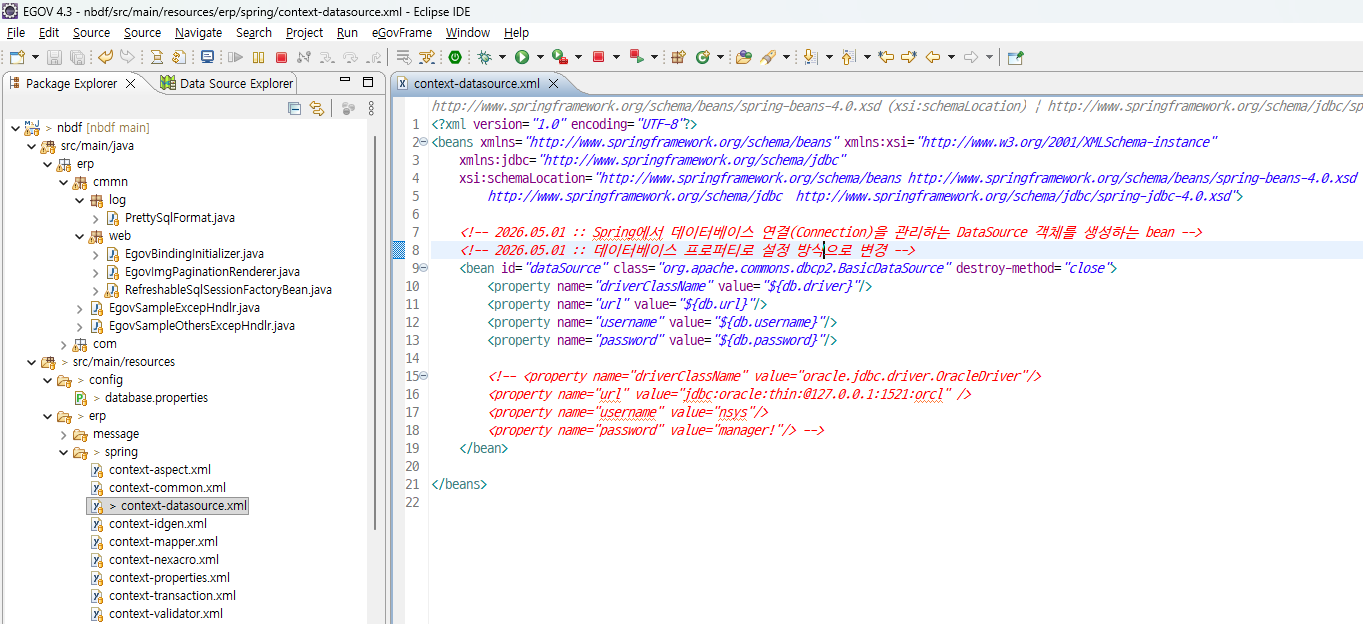 EGOV 4.3 - nbdf/src/main/resources/erp/spring/context-datasource.xml - Eclipse IDE
File Edit Source Source Navigate Search Project Run eGovFrame Window Help
Package Explorer
Data Source Explorer
nbdf [nbdf main]
src/main/java
erp
cmmn
log
PrettySqlFormat.java
web
EgovBindingInitializer.java
EgovImgPaginationRenderer.java
RefreshableSqlSessionFactoryBean.java
EgovSampleExcepHndlr.java
EgovSampleOthersExcepHndlr.java
com
src/main/resources
config
database.properties
erp
message
spring
context-aspect.xml
context-common.xml
context-datasource.xml
context-idgen.xml
context-mapper.xml
context-nexacro.xml
context-properties.xml
context-transaction.xml
context-validator.xml
context-datasource.xml
http://www.springframework.org/schema/beans/spring-beans-4.0.xsd (xsi:schemaLocation) | http://www.springframework.org/schema/jdbc/sp
1 <?xml version="1.0" encoding="UTF-8"?>
2 <beans xmlns="http://www.springframework.org/schema/beans" xmlns:xsi="http://www.w3.org/2001/XMLSchema-instance"
3 xmlns:jdbc="http://www.springframework.org/schema/jdbc"
4 xsi:schemaLocation="http://www.springframework.org/schema/beans http://www.springframework.org/schema/beans/spring-beans-4.0.xsd
5 http://www.springframework.org/schema/jdbc http://www.springframework.org/schema/jdbc/spring-jdbc-4.0.xsd">
6
7 <!-- 2026.05.01 :: Spring에서 데이터베이스 연결(Connection)을 관리하는 DataSource 객체를 생성하는 bean -->
8 <!-- 2026.05.01 :: 데이터베이스 프로퍼티로 설정 방식으로 변경 -->
9 <bean id="dataSource" class="org.apache.commons.dbcp2.BasicDataSource" destroy-method="close">
10 <property name="driverClassName" value="${db.driver}"/>
11 <property name="url" value="${db.url}"/>
12 <property name="username" value="${db.username}"/>
13 <property name="password" value="${db.password}"/>
14
15 <!-- <property name="driverClassName" value="oracle.jdbc.driver.OracleDriver"/>
16 <property name="url" value="jdbc:oracle:thin:@127.0.0.1:1521:orcl" />
17 <property name="username" value="nsys"/>
18 <property name="password" value="manager!"/> -->
19 </bean>
20
21 </beans>
22